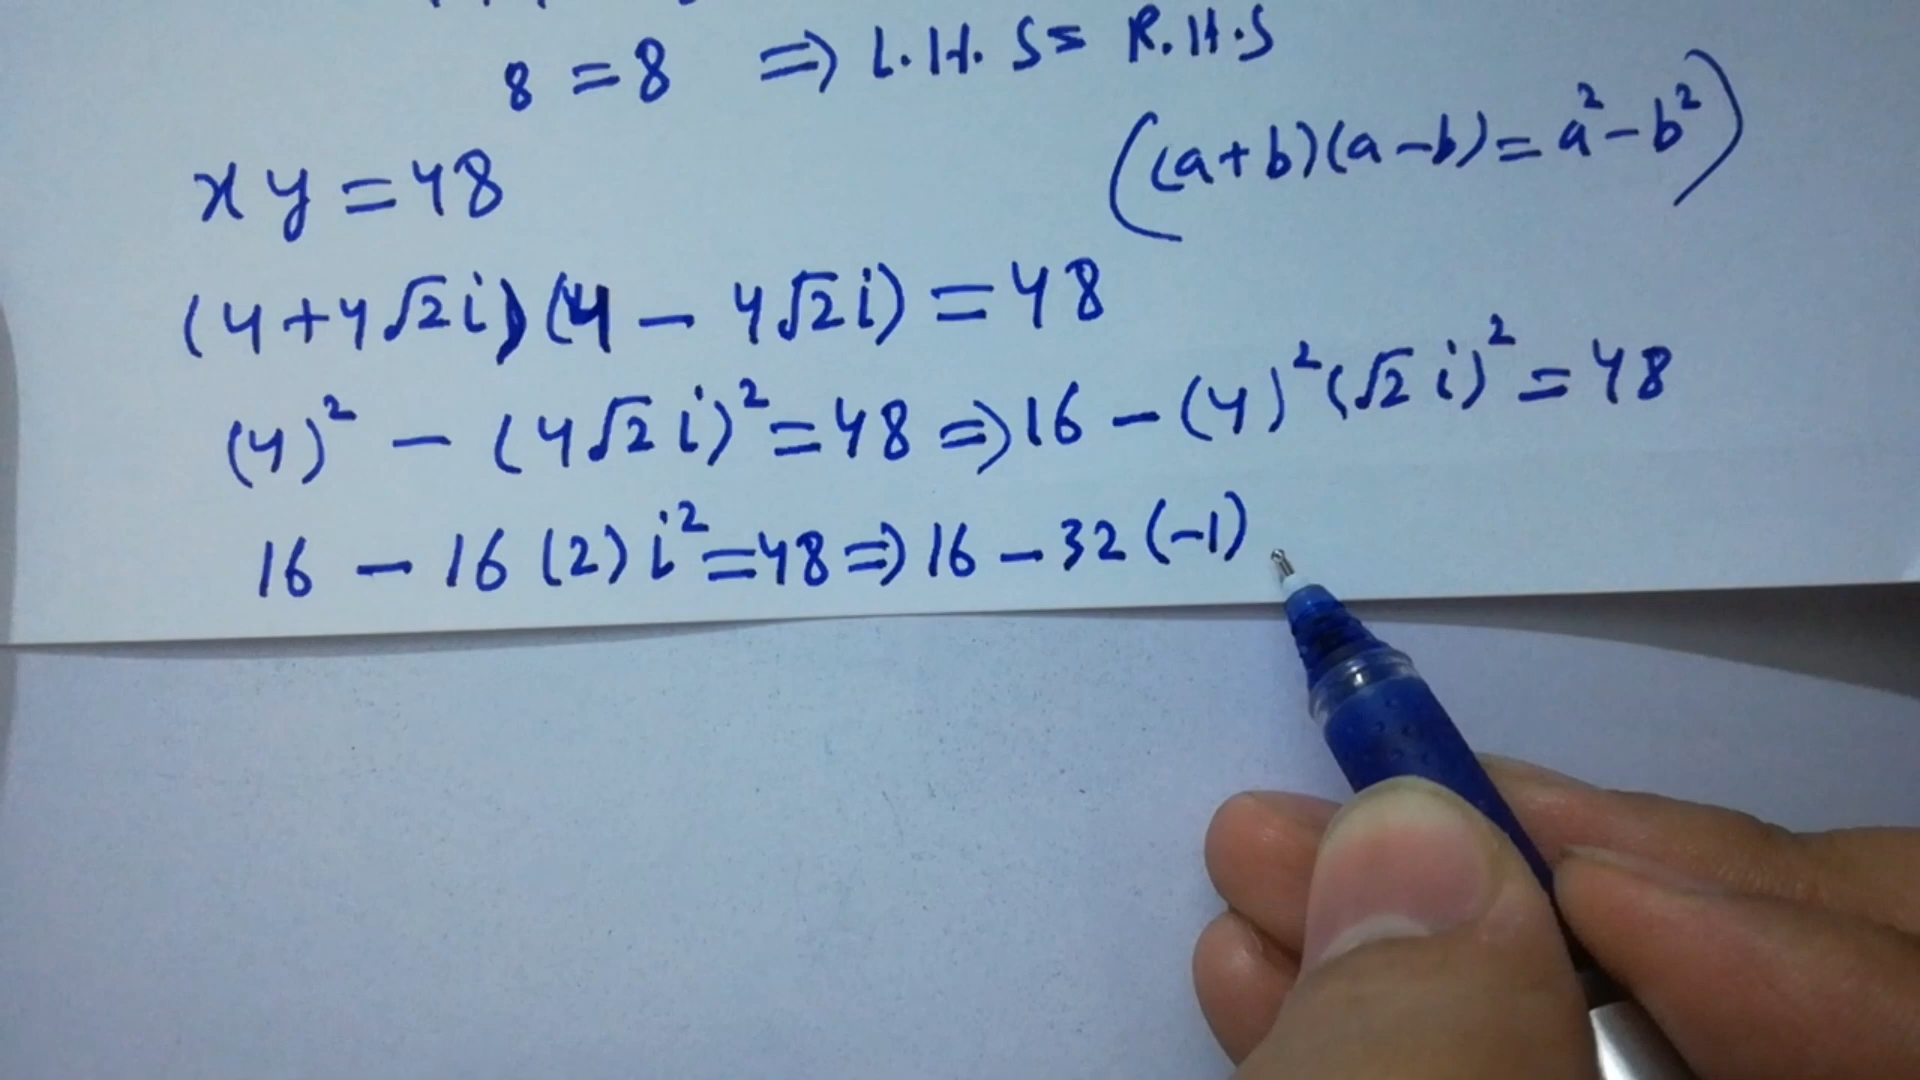 8 = 8 ⇒ L.H.S = R.H.S
((a+b)(a-b) = a² - b²)
xy = 48
(4+4√2i)(4 - 4√2i) = 48
(4)² - (4√2i)² = 48 ⇒ 16 - (4)²(√2i)² = 48
16 - 16(2)i² = 48 ⇒ 16 - 32(-1)